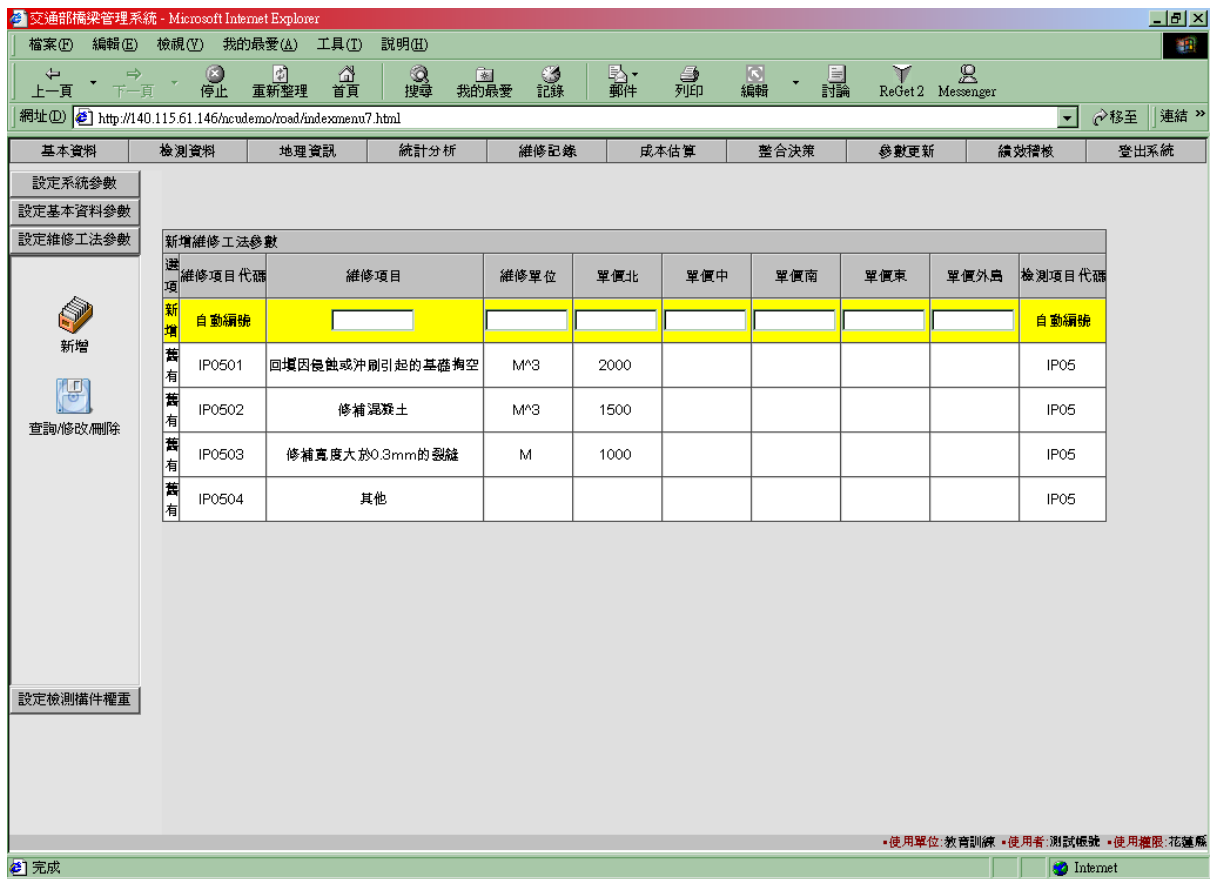 交通部橋梁管理系統 - Microsoft Internet Explorer
檔案(F) 編輯(E) 檢視(V) 我的最愛(A) 工具(T) 說明(H)
上一頁 下一頁 停止 重新整理 首頁 搜尋 我的最愛 記錄 郵件 列印 編輯 討論 ReGet 2 Messenger
網址(D) http://140.115.61.146/ncudemo/road/indexmenu7.html 移至 連結 »
基本資料 檢測資料 地理資訊 統計分析 維修記錄 成本估算 整合決策 參數更新 績效稽核 登出系統
設定系統參數
設定基本資料參數
設定維修工法參數
新增
查詢/修改/刪除
設定檢測構件權重
新增維修工法參數
選項 維修項目代碼 維修項目 維修單位 單價北 單價中 單價南 單價東 單價外島 檢測項目代碼
新增 自動編號 自動編號
舊有 IP0501 回填因侵蝕或沖刷引起的基礎掏空 M^3 2000 IP05
舊有 IP0502 修補混凝土 M^3 1500 IP05
舊有 IP0503 修補寬度大於0.3mm的裂縫 M 1000 IP05
舊有 IP0504 其他 IP05
▪使用單位:教育訓練 ▪使用者:測試帳號 ▪使用權限:花蓮縣
完成 Internet